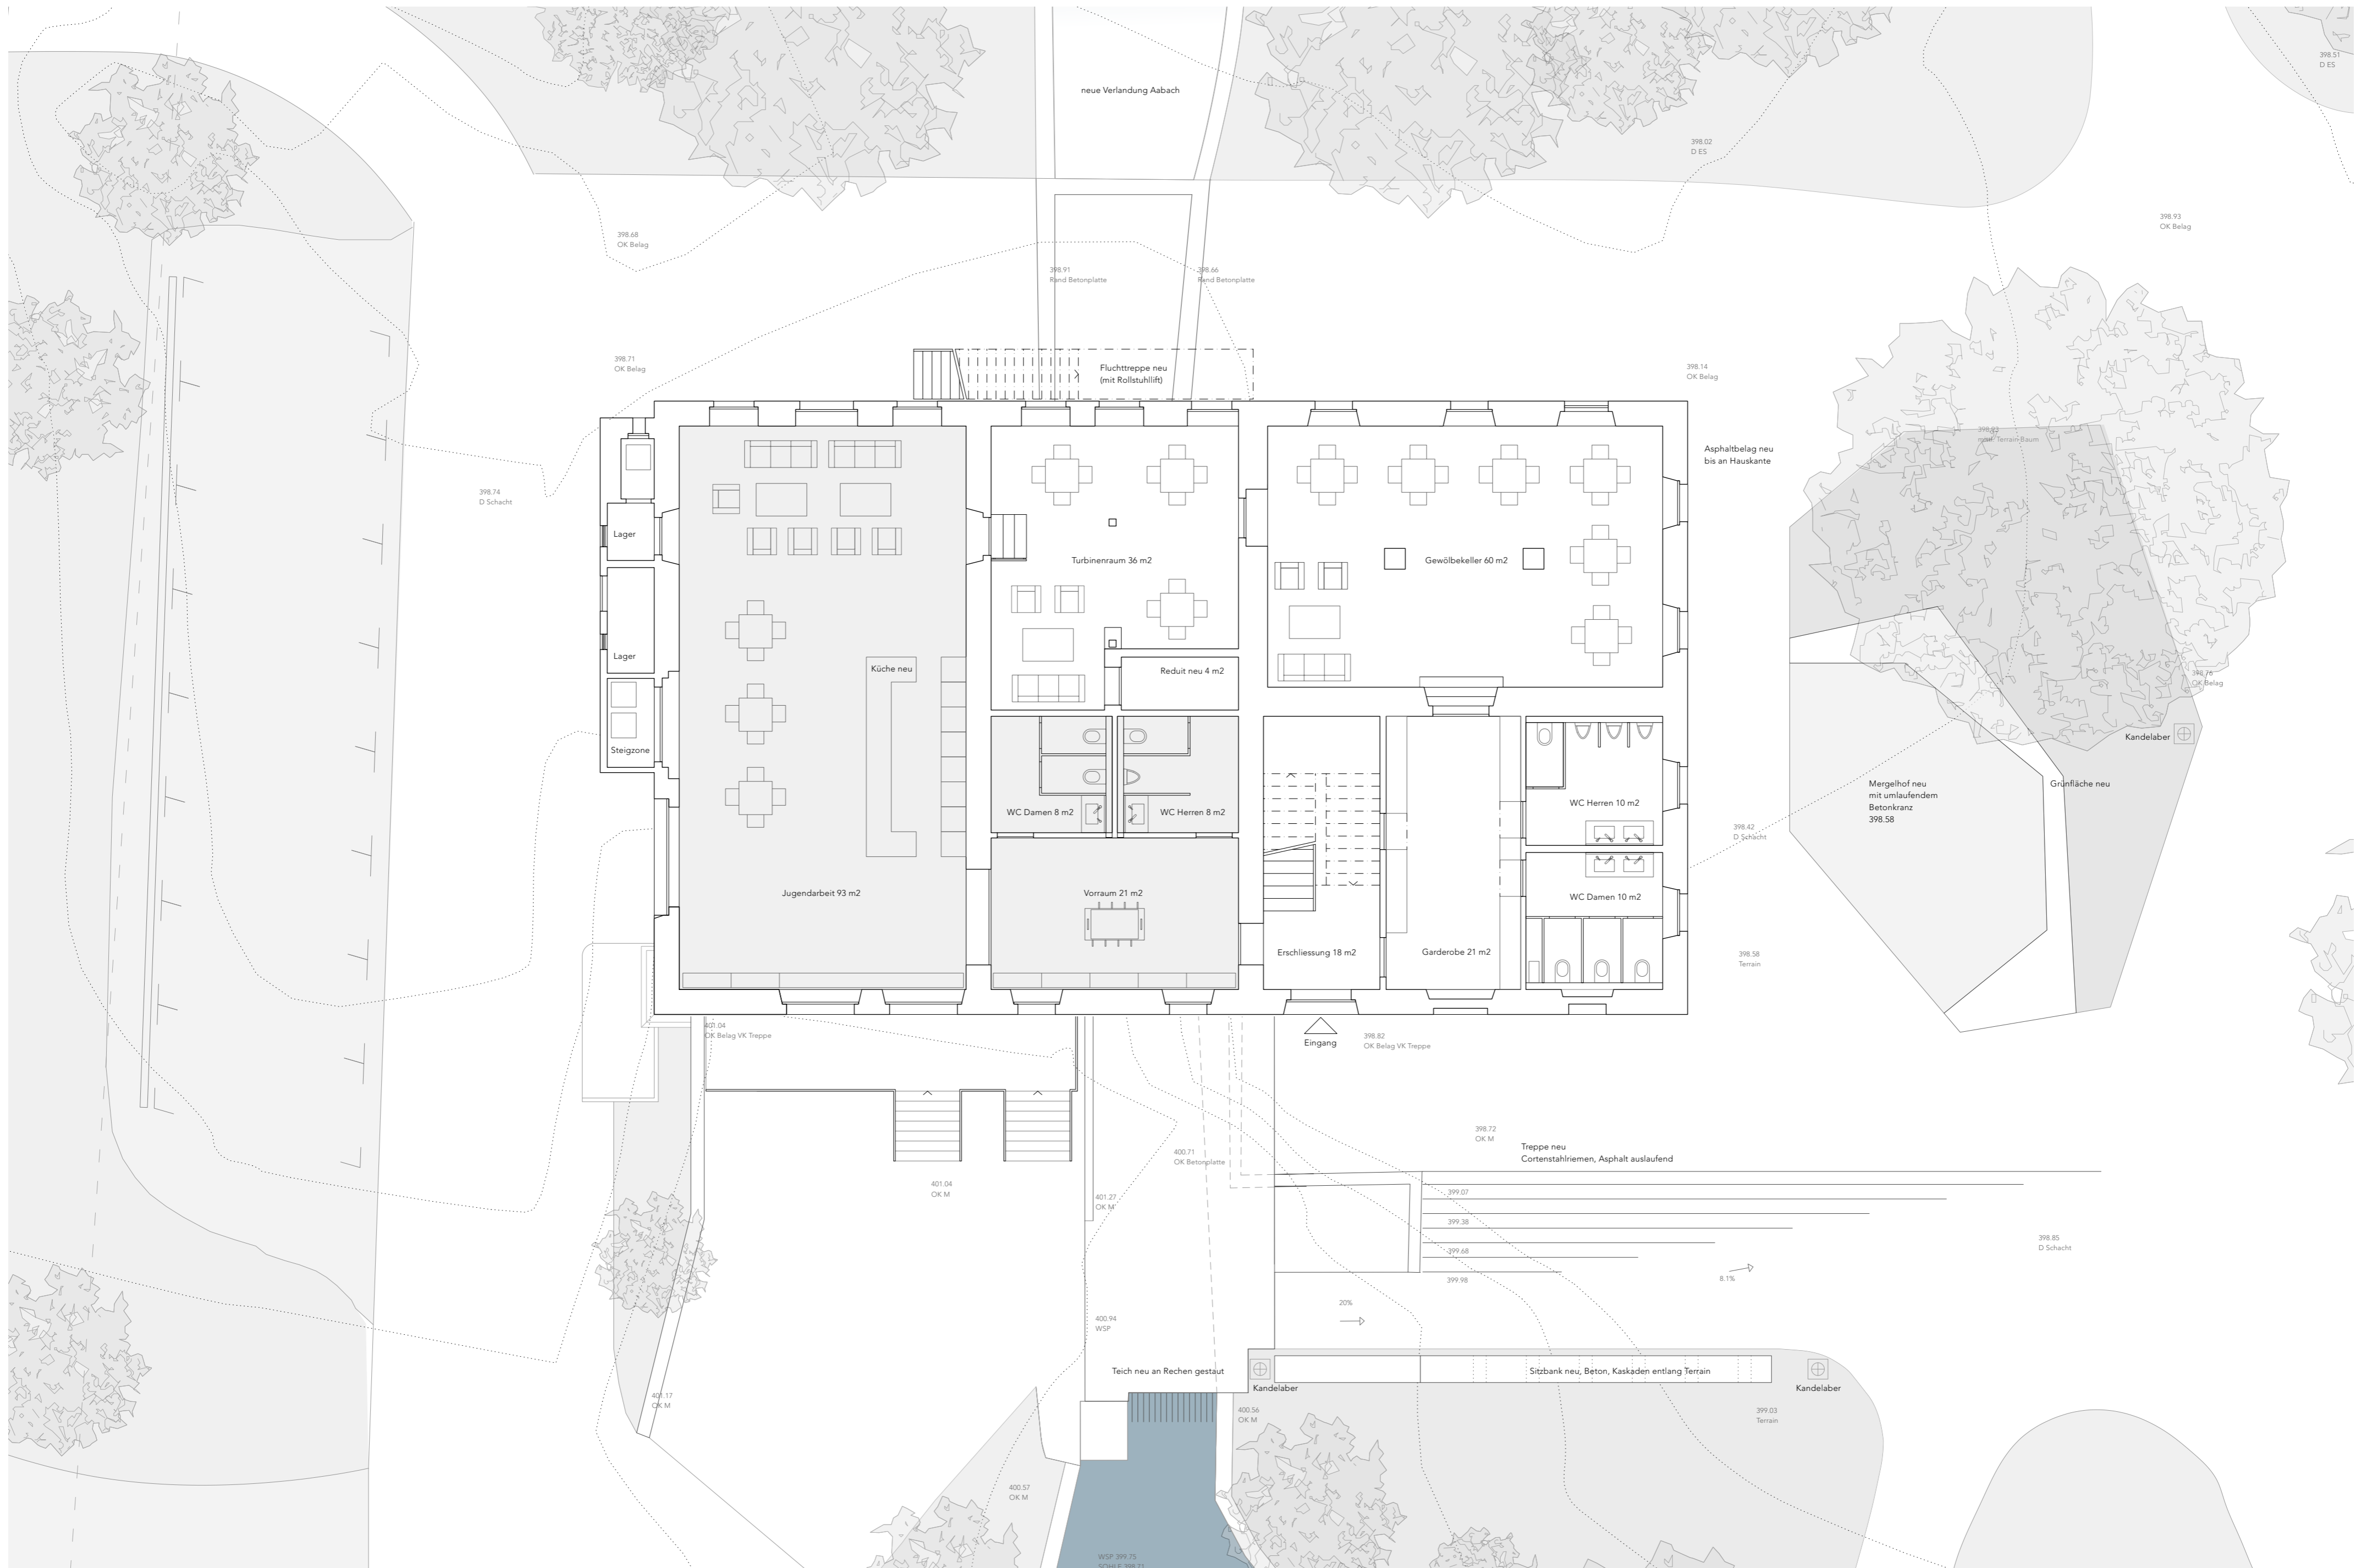 398.51
D ES
neue Verlandung Aabach
398.02
D ES
398.93
OK Belag
398.68
OK Belag
398.91
Rand Betonplatte
398.66
Rand Betonplatte
398.71
OK Belag
Fluchttreppe neu
(mit Rollstuhllift)
398.14
OK Belag
Asphaltbelag neu
bis an Hauskante
398.74
D Schacht
Lager
Turbinenraum 36 m2
Gewölbekeller 60 m2
Lager
Küche neu
Reduit neu 4 m2
OK Belag
Kandelaber
Steigzone
Mergelhof neu
mit umlaufendem
Betonkranz
398.58
Grünfläche neu
WC Damen 8 m2
WC Herren 8 m2
WC Herren 10 m2
398.42
D Schacht
Jugendarbeit 93 m2
Vorraum 21 m2
WC Damen 10 m2
Erschliessung 18 m2
Garderobe 21 m2
398.58
Terrain
401.04
OK Belag VK Treppe
Eingang
398.82
OK Belag VK Treppe
398.72
OK M
Treppe neu
Cortenstahlriemen, Asphalt auslaufend
400.71
OK Betonplatte
401.04
OK M
401.27
OK M
399.07
399.38
399.68
399.98
398.85
D Schacht
8.1%
20%
400.94
WSP
Teich neu an Rechen gestaut
Sitzbank neu, Beton, Kaskaden entlang Terrain
Kandelaber
Kandelaber
401.17
OK M
400.56
OK M
399.03
Terrain
400.57
OK M
WSP 399.75